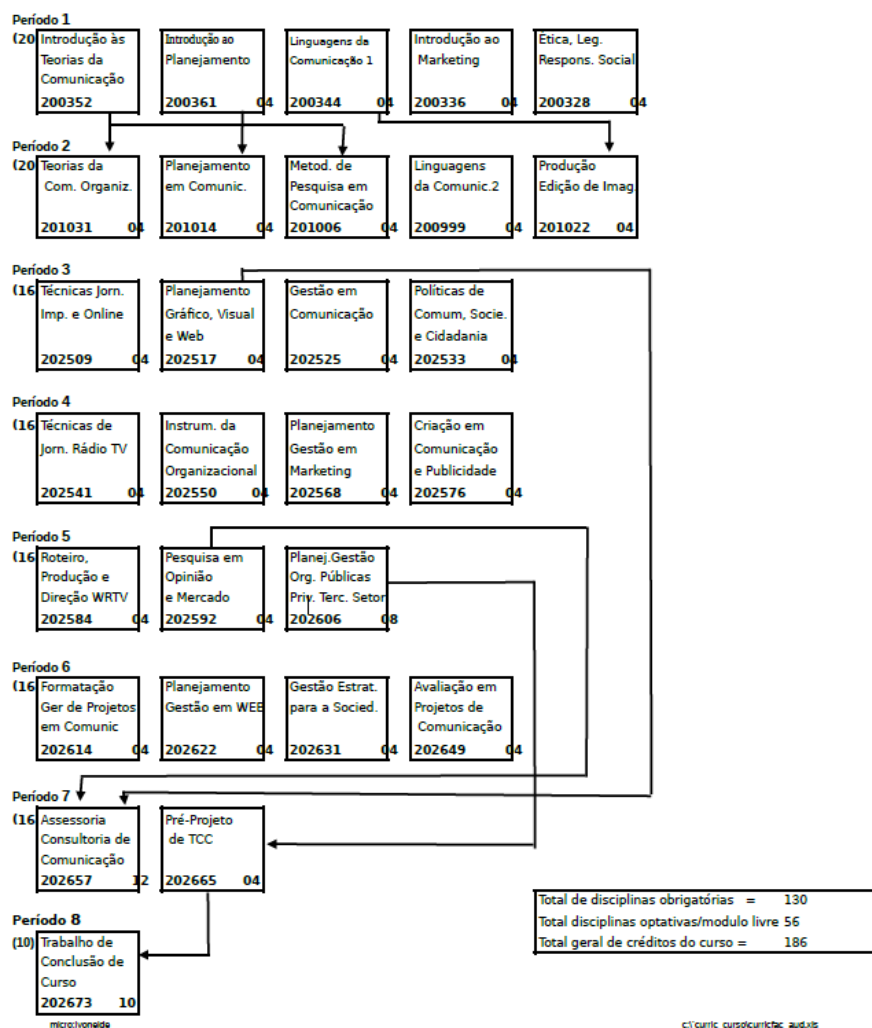 Período 1
(20
Introdução às
Teorias da
Comunicação
200352
Introdução ao
Planejamento
200361 04
Linguagens da
Comunicação 1
200344 04
Introdução ao
Marketing
200336 04
Ética, Leg.
Respons. Social
200328 04
Período 2
(20
Teorias da
Com. Organiz.
201031 04
Planejamento
em Comunic.
201014 04
Metod. de
Pesquisa em
Comunicação
201006 04
Linguagens
da Comunic.2
200999 04
Produção
Edição de Imag
201022 04
Período 3
(16
Técnicas Jorn.
Imp. e Online
202509 04
Planejamento
Gráfico, Visual
e Web
202517 04
Gestão em
Comunicação
202525 04
Políticas de
Comum, Socie.
e Cidadania
202533 04
Período 4
(16
Técnicas de
Jorn. Rádio TV
202541 04
Instrum. da
Comunicação
Organizacional
202550 04
Planejamento
Gestão em
Marketing
202568 04
Criação em
Comunicação
e Publicidade
202576 04
Período 5
(16
Roteiro,
Produção e
Direção WRTV
202584 04
Pesquisa em
Opinião
e Mercado
202592 04
Planej.Gestão
Org. Públicas
Priv. Terc. Setor
202606 08
Período 6
(16
Formatação
Ger de Projetos
em Comunic
202614 04
Planejamento
Gestão em WEB
202622 04
Gestão Estrat.
para a Socied.
202631 04
Avaliação em
Projetos de
Comunicação
202649 04
Período 7
(16
Assessoria
Consultoria de
Comunicação
202657 12
Pré-Projeto
de TCC
202665 04
Total de disciplinas obrigatórias = 130
Total disciplinas optativas/modulo livre 56
Total geral de créditos do curso = 186
Período 8
(10)
Trabalho de
Conclusão de
Curso
202673 10
micro:Ivoneide
c:\'curric_curso\curricfac_aud.xls